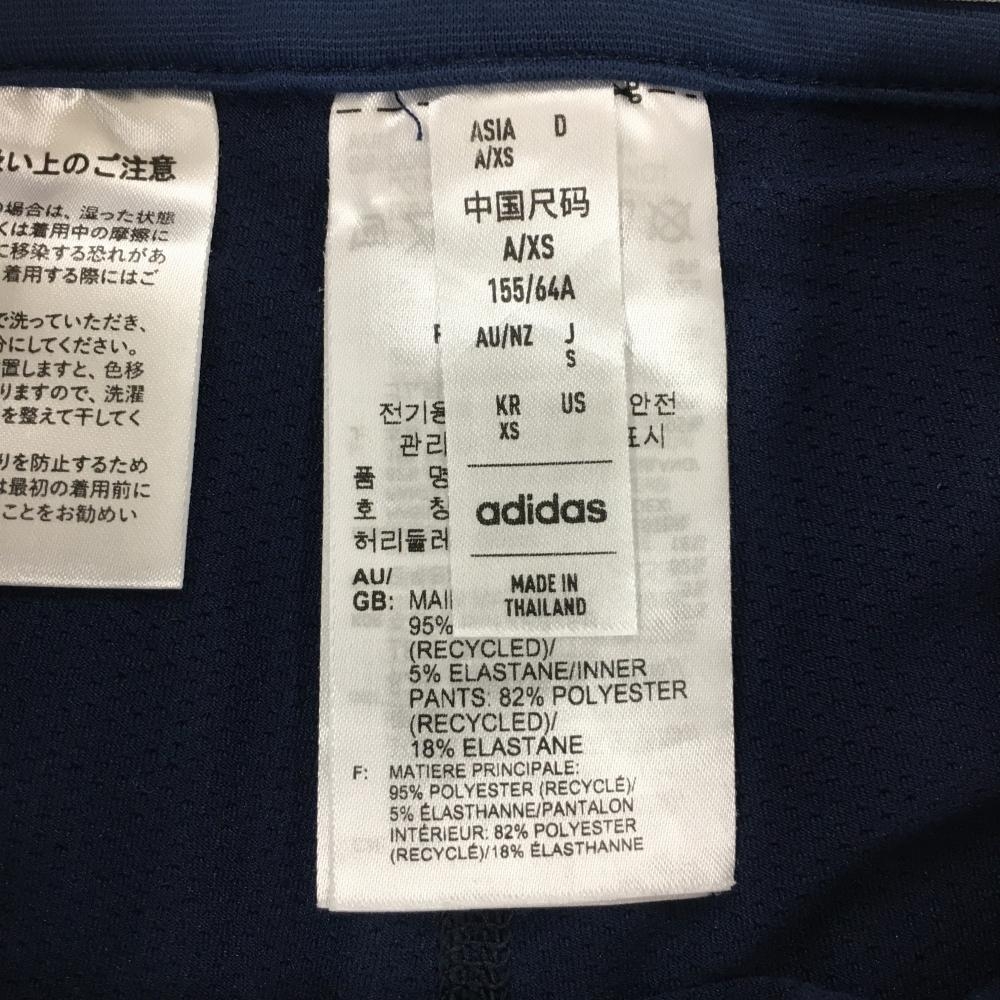 い上のご注意
場合は、湿った状態
くは着用中の摩擦に
に移染する恐れがあ
着用する際にはご
で洗っていただき、
分にしてください。
置しますと、色移
りますので、洗濯
を整えて干してく
りを防止するため
は最初の着用前に
ことをお勧めい
ASIA D
A/XS
中国尺码
A/XS
155/64A
AU/NZ J
S
KR US
XS
adidas
MADE IN
THAILAND
전기용 안전
관리 표시
품 명
호 칭
허리둘레
AU/
GB: MAI
95%
(RECYCLED)/
5% ELASTANE/INNER
PANTS: 82% POLYESTER
(RECYCLED)/
18% ELASTANE
F: MATIERE PRINCIPALE:
95% POLYESTER (RECYCLÉ)/
5% ÉLASTHANNE/PANTALON
INTÉRIEUR: 82% POLYESTER
(RECYCLÉ)/18% ÉLASTHANNE